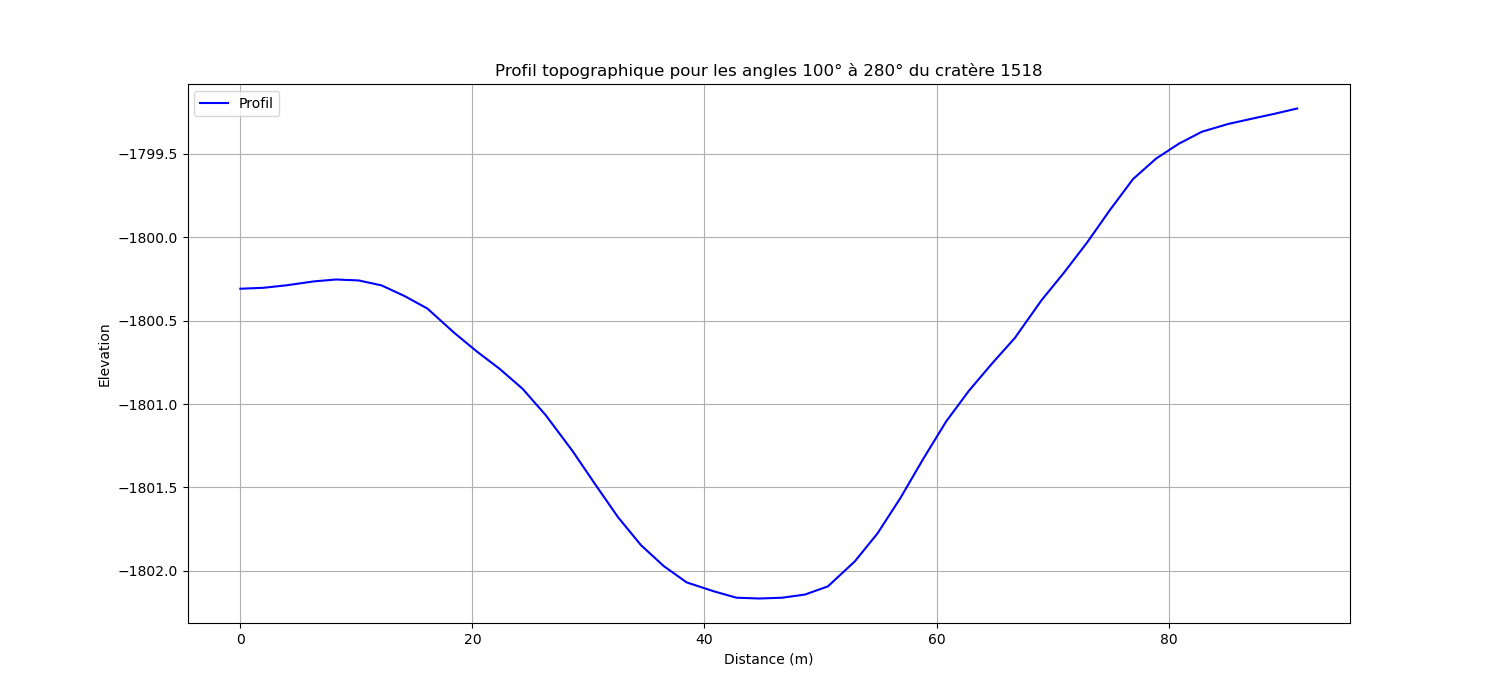 Profil topographique pour les angles 100° à 280° du cratère 1518
Profil
−1799.5
−1800.0
−1800.5
−1801.0
−1801.5
−1802.0
Elevation
0 20 40 60 80
Distance (m)